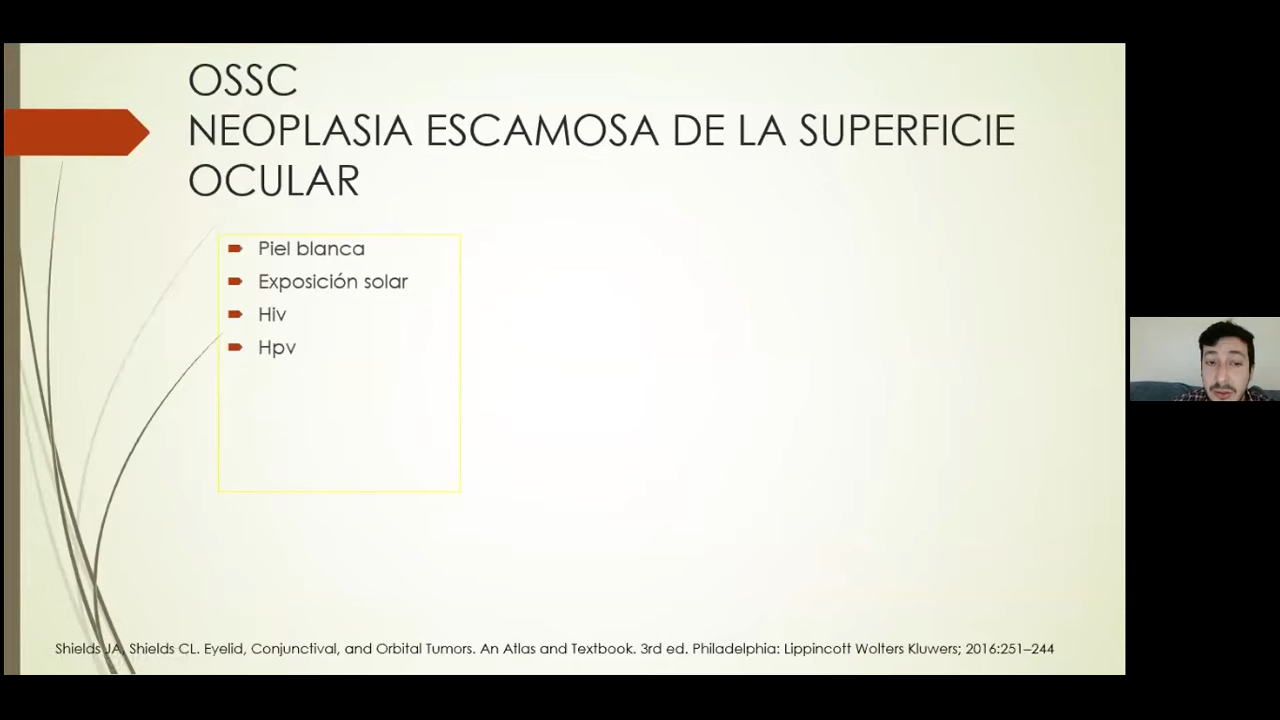 OSSC
NEOPLASIA ESCAMOSA DE LA SUPERFICIE
OCULAR
Piel blanca
Exposición solar
Hiv
Hpv
Shields JA, Shields CL. Eyelid, Conjunctival, and Orbital Tumors. An Atlas and Textbook. 3rd ed. Philadelphia: Lippincott Wolters Kluwers; 2016:251–244